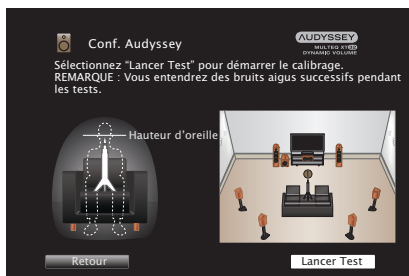 Conf. Audyssey
AUDYSSEY
MULTEQ XT32
DYNAMIC VOLUME
Sélectionnez “Lancer Test” pour démarrer le calibrage.
REMARQUE : Vous entendrez des bruits aigus successifs pendant
les tests.
Hauteur d’oreille
Retour
Lancer Test